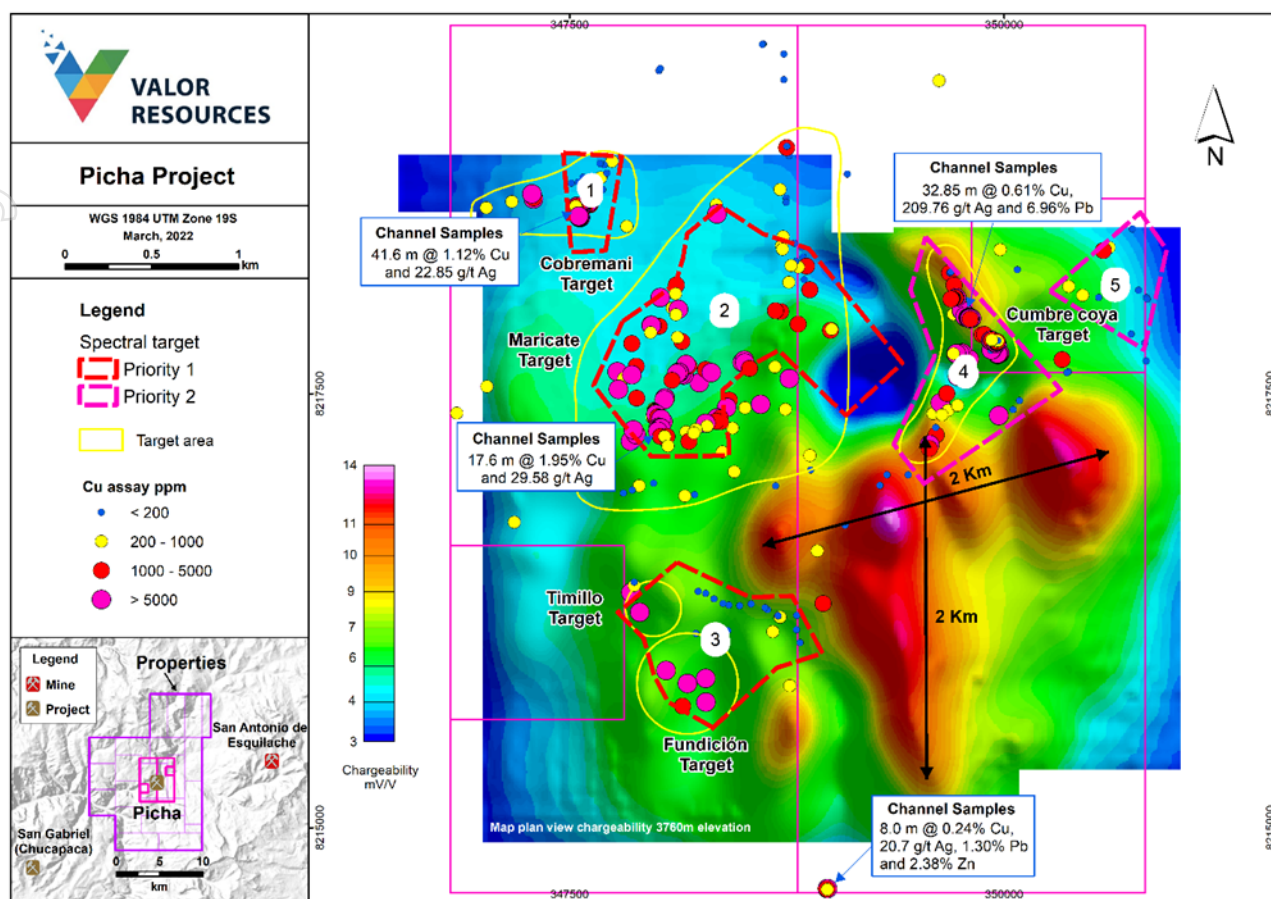 VALOR
RESOURCES
Picha Project
WGS 1984 UTM Zone 19S
March, 2022
0 0.5 1
km
Legend
Spectral target
Priority 1
Priority 2
Target area
Cu assay ppm
< 200
200 - 1000
1000 - 5000
> 5000
Legend
Mine
Project
Properties
San Antonio de
Esquilache
Picha
San Gabriel
(Chucapaca)
0 5 10
km
347500 350000
N
8217500
8217500
8215000
8215000
347500 350000
14
11
10
9
7
6
4
3
Chargeability
mV/V
1
Channel Samples
41.6 m @ 1.12% Cu
and 22.85 g/t Ag
Cobremani
Target
Channel Samples
32.85 m @ 0.61% Cu,
209.76 g/t Ag and 6.96% Pb
5
Cumbre coya
Target
2
Maricate
Target
4
Channel Samples
17.6 m @ 1.95% Cu
and 29.58 g/t Ag
2 Km
2 Km
Timillo
Target
3
Fundición
Target
Channel Samples
8.0 m @ 0.24% Cu,
20.7 g/t Ag, 1.30% Pb
and 2.38% Zn
Map plan view chargeability 3760m elevation